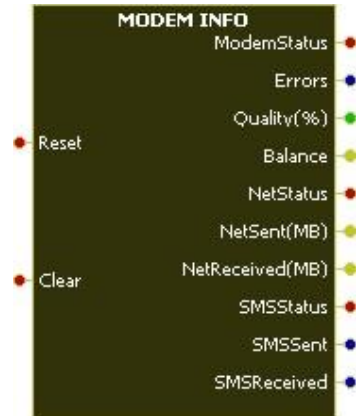 MODEM INFO
ModemStatus
Errors
Quality(%)
Reset
Balance
NetStatus
NetSent(MB)
NetReceived(MB)
Clear
SMSStatus
SMSSent
SMSReceived